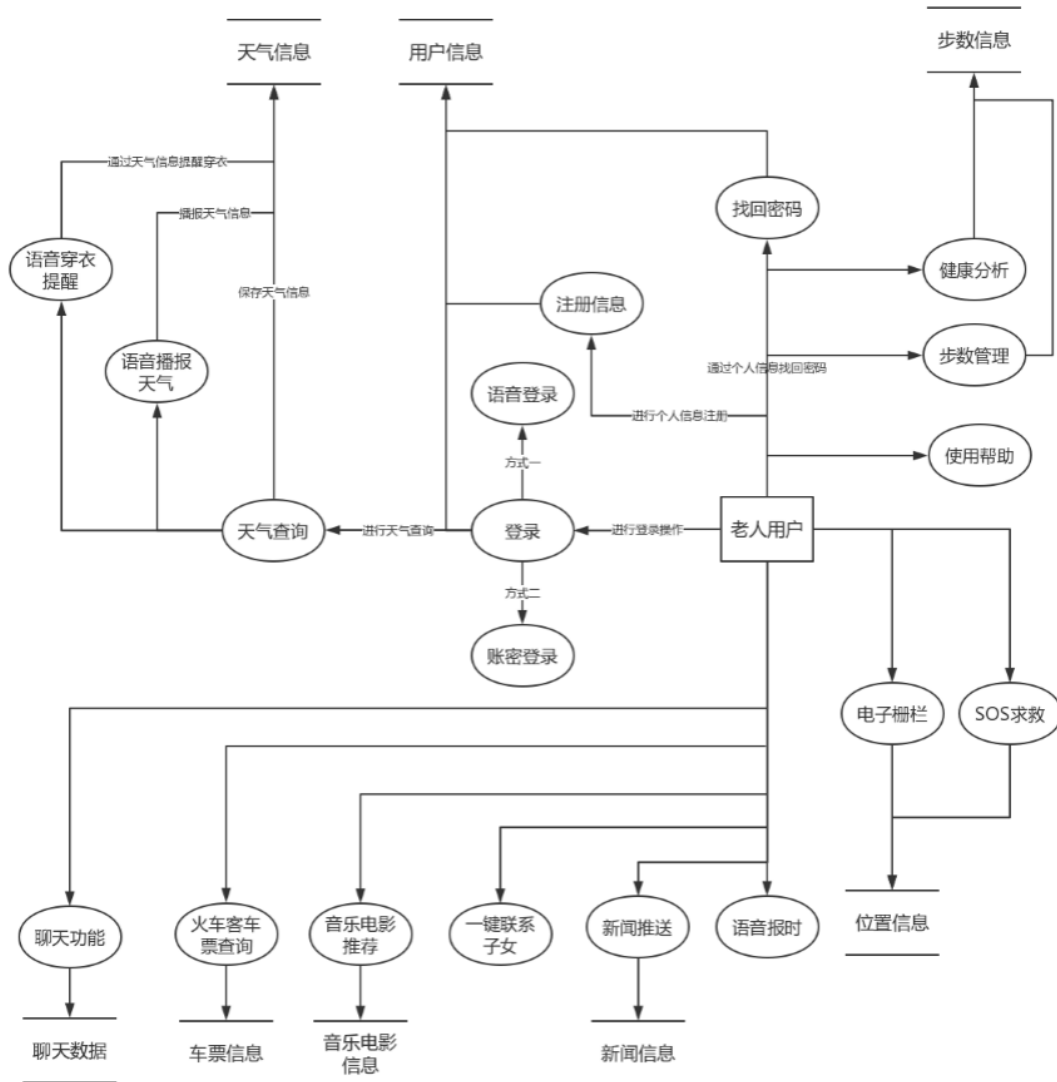 天气信息
用户信息
步数信息
通过天气信息提醒穿衣
找回密码
播报天气信息
语音穿衣
提醒
健康分析
保存天气信息
注册信息
语音播报
天气
步数管理
通过个人信息找回密码
语音登录
进行个人信息注册
方式一
使用帮助
天气查询
进行天气查询
登录
进行登录操作
老人用户
方式二
账密登录
电子栅栏
SOS求救
聊天功能
火车客车
票查询
音乐电影
推荐
一键联系
子女
新闻推送
语音报时
位置信息
聊天数据
车票信息
音乐电影
信息
新闻信息